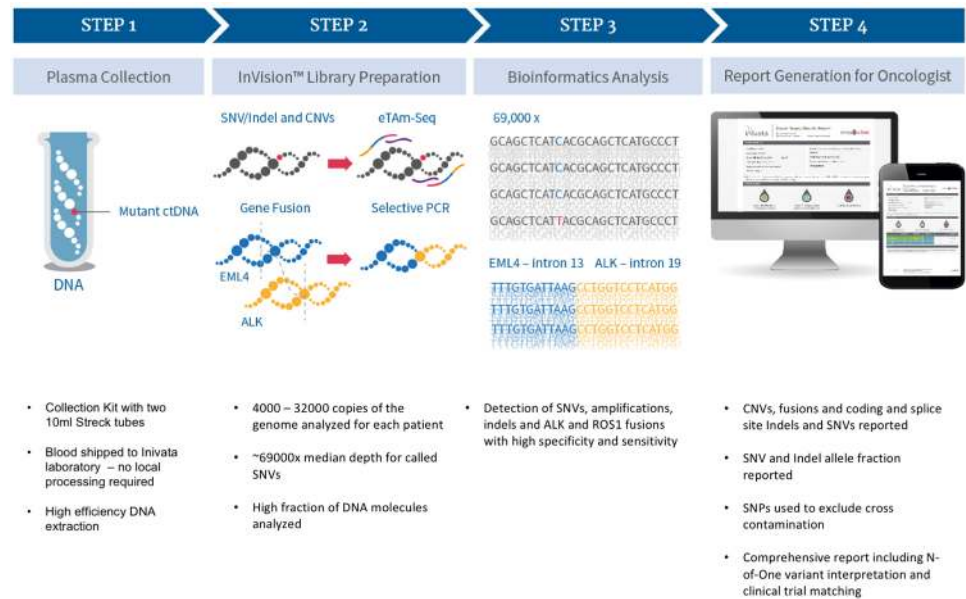 STEP 1
STEP 2
STEP 3
STEP 4
Plasma Collection
InVision™ Library Preparation
Bioinformatics Analysis
Report Generation for Oncologist
Mutant ctDNA
DNA
SNV/Indel and CNVs
eTAm-Seq
Gene Fusion
Selective PCR
EML4
ALK
69,000 x
GCAGCTCATCACGCAGCTCATGCCCT
GCAGCTCATCACGCAGCTCATGCCCT
GCAGCTCATCACGCAGCTCATGCCCT
GCAGCTCATTACGCAGCTCATGCCCT
EML4 – intron 13 ALK – intron 19
TTTGTGATTAAGCCTGGTCCTCATGG
TTTGTGATTAAGCCTGGTCCTCATGG
TTTGTGATTAAGCCTGGTCCTCATGG
inivata
• Collection Kit with two
10ml Streck tubes
• Blood shipped to Inivata
laboratory – no local
processing required
• High efficiency DNA
extraction
• 4000 – 32000 copies of the
genome analyzed for each
patient
• ~69000x median depth for called
SNVs
• High fraction of DNA molecules
analyzed
• Detection of SNVs, amplifications,
indels and ALK and ROS1 fusions
with high specificity and sensitivity
• CNVs, fusions and coding and splice
site Indels and SNVs reported
• SNV and Indel allele fraction
reported
• SNPs used to exclude cross
contamination
• Comprehensive report including N-
of-One variant interpretation and
clinical trial matching